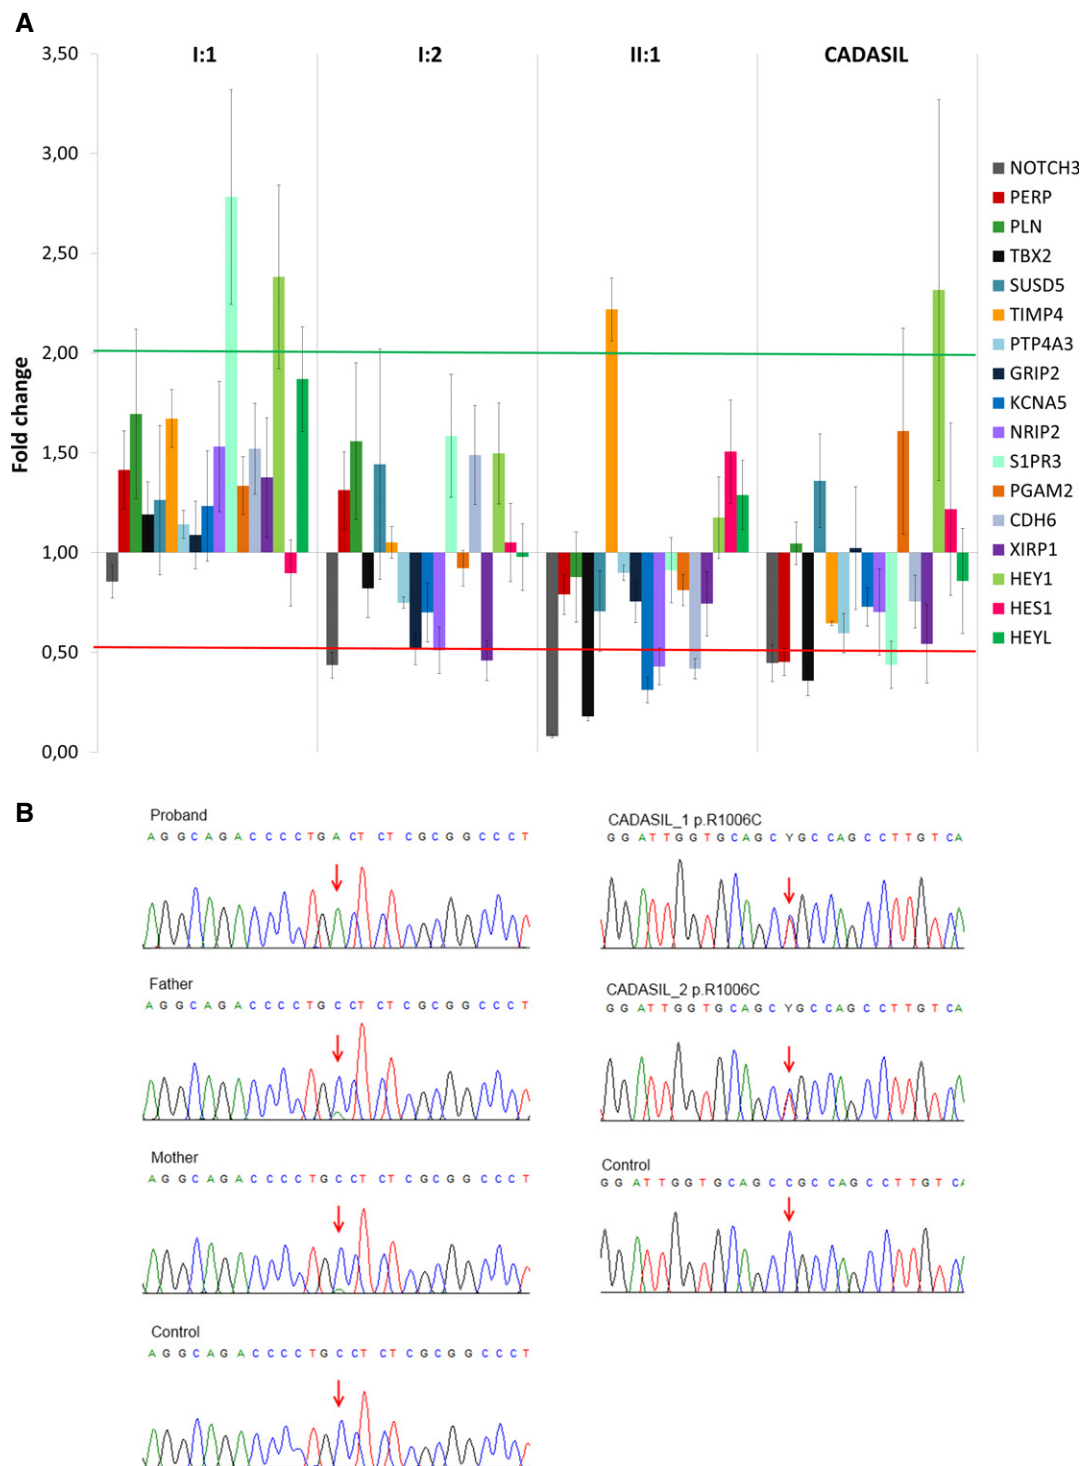 A
I:1 I:2 II:1 CADASIL
3,50
3,00
2,50
2,00
1,50
1,00
0,50
0,00
Fold change
NOTCH3
PERP
PLN
TBX2
SUSD5
TIMP4
PTP4A3
GRIP2
KCNA5
NRIP2
S1PR3
PGAM2
CDH6
XIRP1
HEY1
HES1
HEYL
B
Proband
A G G C A G A C C C C T G A C T C T C G C G G C C C T
Father
A G G C A G A C C C C T G C C T C T C G C G G C C C T
Mother
A G G C A G A C C C C T G C C T C T C G C G G C C C T
Control
A G G C A G A C C C C T G C C T C T C G C G G C C C T
CADASIL_1 p.R1006C
G G A T T G G T G C A G C Y G C C A G C C T T G T C A
CADASIL_2 p.R1006C
G G A T T G G T G C A G C Y G C C A G C C T T G T C A
Control
G G A T T G G T G C A G C C G C C A G C C T T G T C A